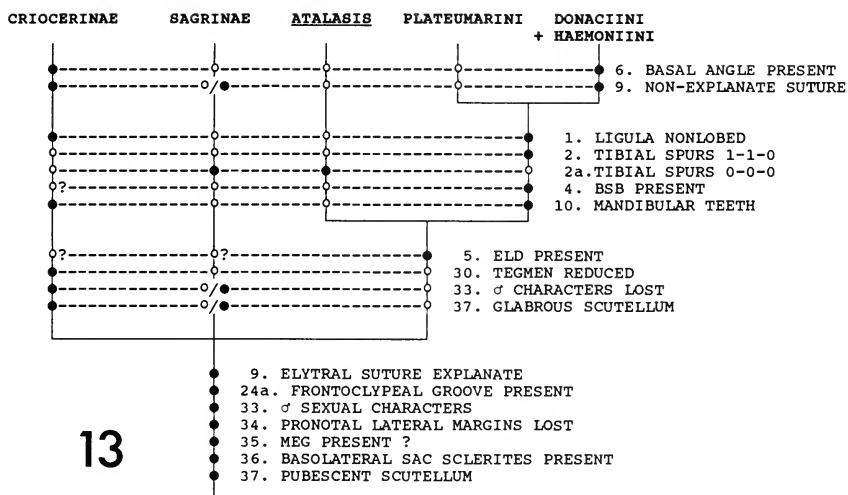 CRIOCERINAE SAGRINAE ATALASIS PLATEUMARINI DONACIINI
+ HAEMONIINI
6. BASAL ANGLE PRESENT
9. NON-EXPLANATE SUTURE
1. LIGULA NONLOBED
2. TIBIAL SPURS 1-1-0
2a.TIBIAL SPURS 0-0-0
? 4. BSB PRESENT
10. MANDIBULAR TEETH
? ? 5. ELD PRESENT
30. TEGMEN REDUCED
33. ♂ CHARACTERS LOST
37. GLABROUS SCUTELLUM
9. ELYTRAL SUTURE EXPLANATE
24a. FRONTOCLYPEAL GROOVE PRESENT
33. ♂ SEXUAL CHARACTERS
34. PRONOTAL LATERAL MARGINS LOST
35. MEG PRESENT ?
36. BASOLATERAL SAC SCLERITES PRESENT
37. PUBESCENT SCUTELLUM
13